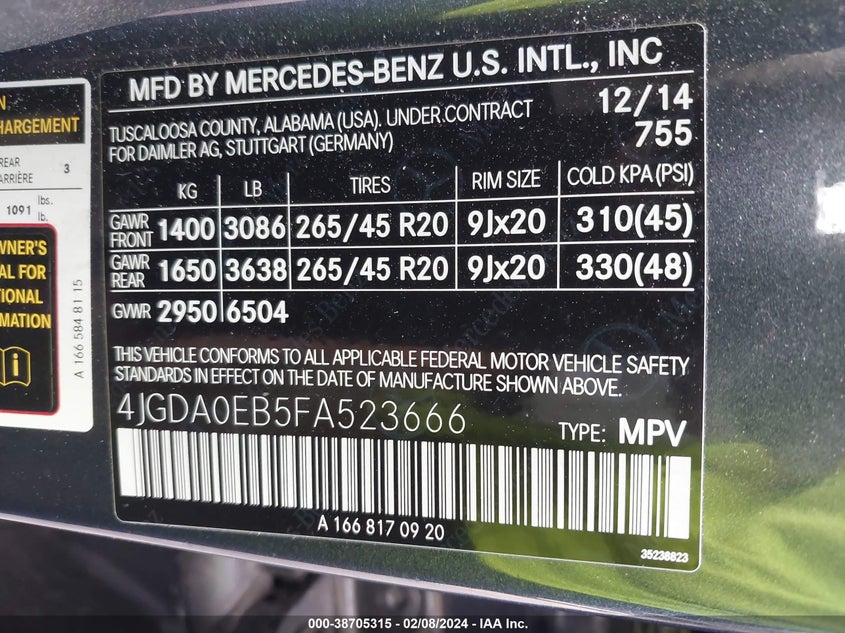 N
HARGEMENT
REAR
ARRIÈRE 3
1091 lbs.
lb.
WNER'S
AL FOR
TIONAL
RMATION
A 166 584 81 15
MFD BY MERCEDES-BENZ U.S. INTL., INC
TUSCALOOSA COUNTY, ALABAMA (USA). UNDER CONTRACT 12/14
FOR DAIMLER AG, STUTTGART (GERMANY) 755
KG LB TIRES RIM SIZE COLD KPA (PSI)
GAWR FRONT 1400 3086 265/45 R20 9Jx20 310(45)
GAWR REAR 1650 3638 265/45 R20 9Jx20 330(48)
GVWR 2950 6504
THIS VEHICLE CONFORMS TO ALL APPLICABLE FEDERAL MOTOR VEHICLE SAFETY
STANDARDS IN EFFECT ON THE DATE OF MANUFACTURE SHOWN ABOVE.
4JGDA0EB5FA523666 TYPE: MPV
A 166 817 09 20
35238823
000-38705315 - 02/08/2024 - IAA Inc.